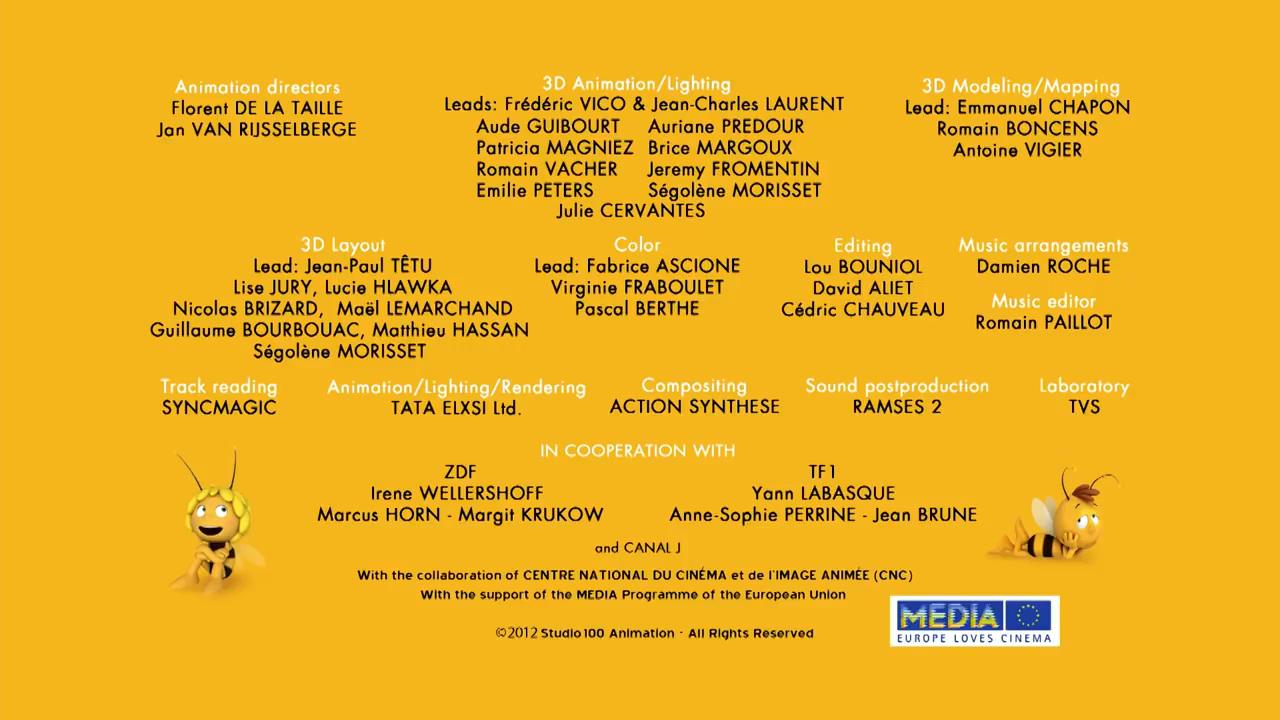 Animation directors
Florent DE LA TAILLE
Jan VAN RIJSSELBERGE
3D Animation/Lighting
Leads: Frédéric VICO & Jean-Charles LAURENT
Aude GUIBOURT Auriane PREDOUR
Patricia MAGNIEZ Brice MARGOUX
Romain VACHER Jeremy FROMENTIN
Emilie PETERS Ségolène MORISSET
Julie CERVANTES
3D Modeling/Mapping
Lead: Emmanuel CHAPON
Romain BONCENS
Antoine VIGIER
3D Layout
Lead: Jean-Paul TÊTU
Lise JURY, Lucie HLAWKA
Nicolas BRIZARD, Maël LEMARCHAND
Guillaume BOURBOUAC, Matthieu HASSAN
Ségolène MORISSET
Color
Lead: Fabrice ASCIONE
Virginie FRABOULET
Pascal BERTHE
Editing
Lou BOUNIOL
David ALIET
Cédric CHAUVEAU
Music arrangements
Damien ROCHE
Music editor
Romain PAILLOT
Track reading
SYNCMAGIC
Animation/Lighting/Rendering
TATA ELXSI Ltd.
Compositing
ACTION SYNTHESE
Sound postproduction
RAMSES 2
Laboratory
TVS
IN COOPERATION WITH
ZDF
Irene WELLERSHOFF
Marcus HORN - Margit KRUKOW
TF1
Yann LABASQUE
Anne-Sophie PERRINE - Jean BRUNE
and CANAL J
With the collaboration of CENTRE NATIONAL DU CINÉMA et de l'IMAGE ANIMÉE (CNC)
With the support of the MEDIA Programme of the European Union
©2012 Studio100 Animation - All Rights Reserved
MEDIA
EUROPE LOVES CINEMA